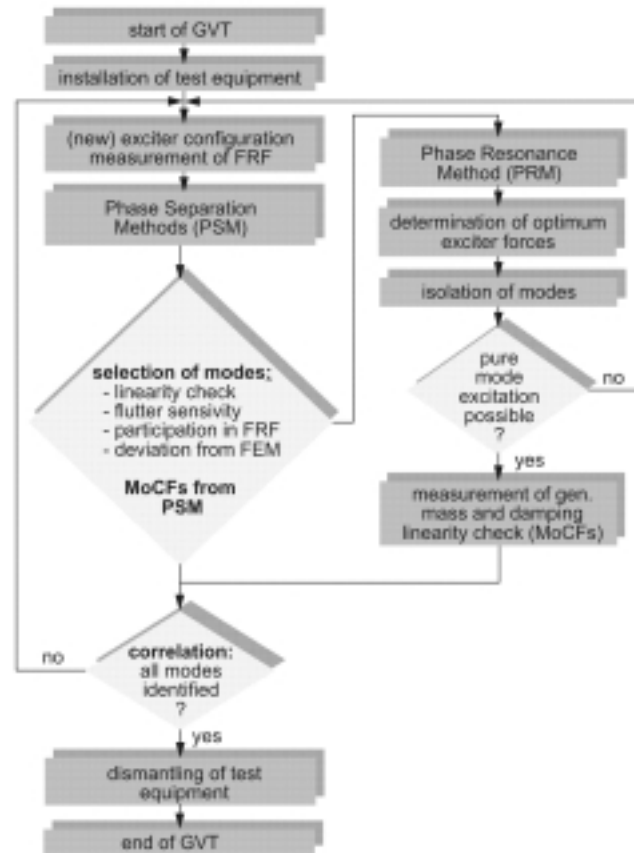 start of GVT
installation of test equipment
(new) exciter configuration
measurement of FRF
Phase Separation
Methods (PSM)
selection of modes:
- linearity check
- flutter sensivity
- participation in FRF
- deviation from FEM
MoCFs from
PSM
Phase Resonance
Method (PRM)
determination of optimum
exciter forces
isolation of modes
pure
mode
excitation
possible
?
no
yes
measurement of gen.
mass and damping
linearity check (MoCFs)
no
correlation:
all modes
identified
?
yes
dismantling of test
equipment
end of GVT